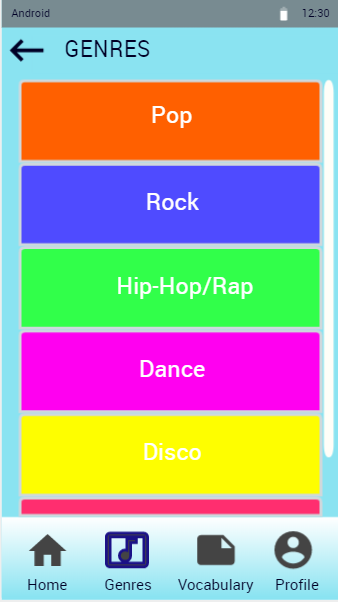 Android 12:30
GENRES
Pop
Rock
Hip-Hop/Rap
Dance
Disco
Home Genres Vocabulary Profile